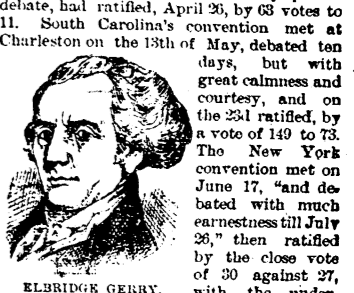 debate, had ratified, April 26, by 63 votes to
11. South Carolina's convention met at
Charleston on the 13th of May, debated ten
days, but with
great calmness and
courtesy, and on
the 23d ratified, by
a vote of 149 to 73.
The New York
convention met on
June 17, "and de-
bated with much
earnestness till July
26," then ratified
by the close vote
of 30 against 27,
with the under-
ELBRIDGE GERRY.